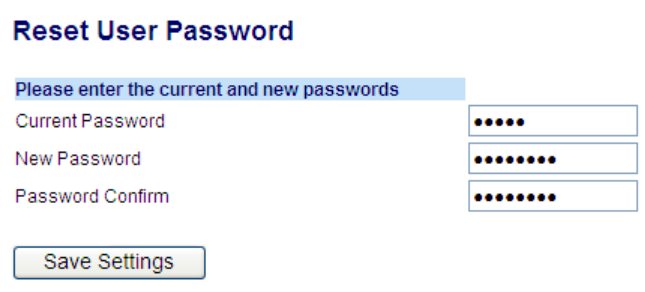 Reset User Password
Please enter the current and new passwords
Current Password •••••
New Password ••••••••
Password Confirm ••••••••
Save Settings